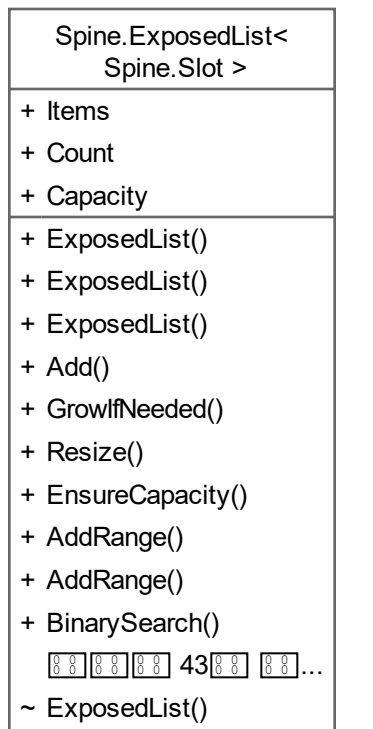 Spine.ExposedList<
Spine.Slot >
+ Items
+ Count
+ Capacity
+ ExposedList()
+ ExposedList()
+ ExposedList()
+ Add()
+ GrowIfNeeded()
+ Resize()
+ EnsureCapacity()
+ AddRange()
+ AddRange()
+ BinarySearch()
43 ...
~ ExposedList()